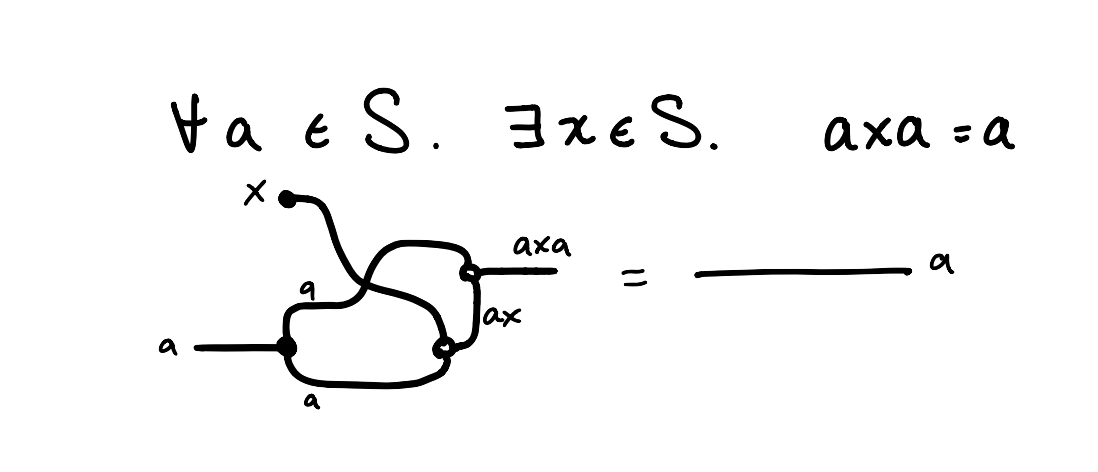 ∀ a ∈ S. ∃ x ∈ S. axa = a
x
axa
= a
a
ax
a
a